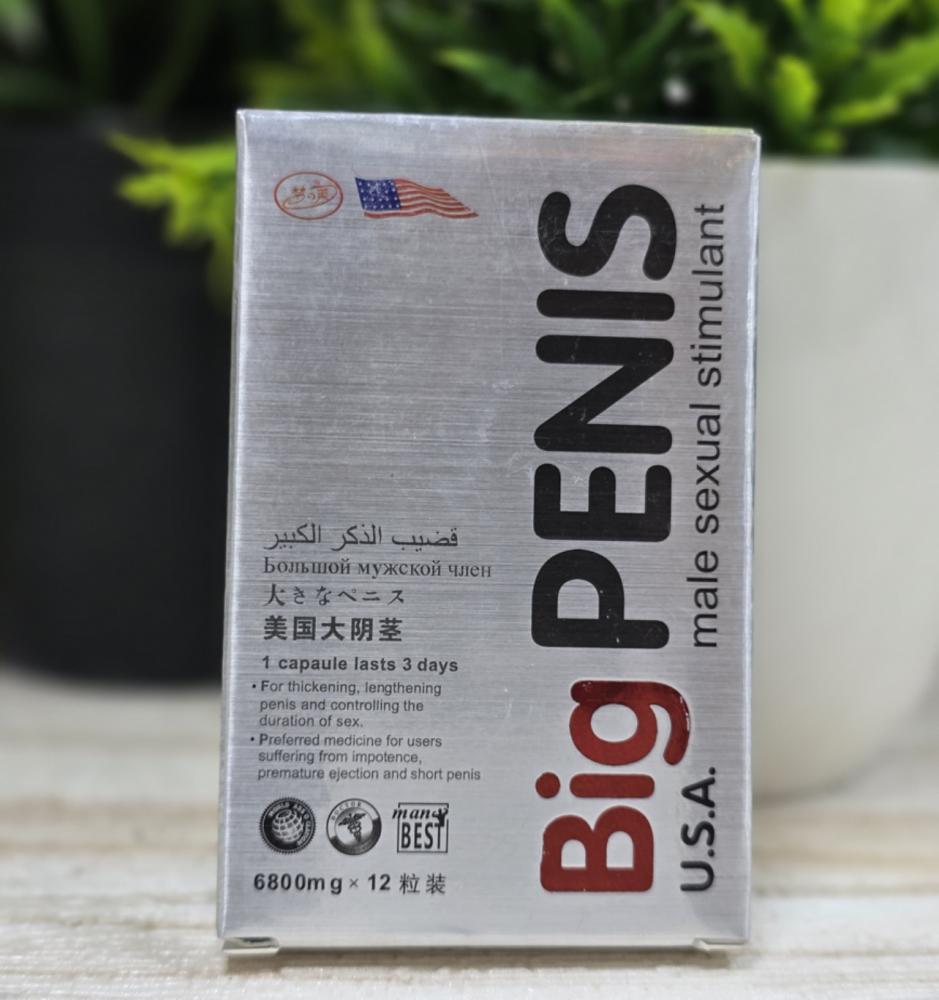 Big PENIS
U.S.A.
male sexual stimulant
قضيب الذكر الكبير
Большой мужской член
大きなペニス
美国大阴茎
1 capaule lasts 3 days
• For thickening, lengthening
penis and controlling the
duration of sex.
• Preferred medicine for users
suffering from impotence,
premature ejection and short penis
DOCTOR
man's
BEST
6800mg × 12 粒装